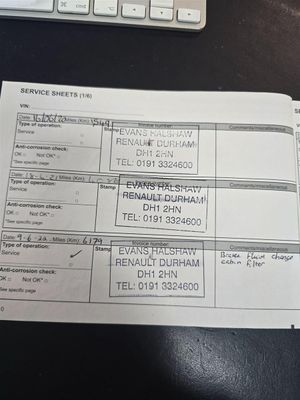 SERVICE SHEETS (1/6)
VIN:
Date: 16/06/20 Miles (Km)
Invoice number:
Comments/miscellaneous
Type of operation:
Stamp
Service
EVANS HALSHAW
RENAULT DURHAM
DH1 2HN
TEL: 0191 3324600
Anti-corrosion check:
OK □ Not OK* □
*See specific page
Date: Miles (Km)
Comments/miscellaneous
Type of operation:
Stamp
Service
EVANS HALSHAW
RENAULT DURHAM
DH1 2HN
TEL: 0191 3324600
Anti-corrosion check:
OK □ Not OK* □
*See specific page
Date: 9-6-22 Miles (Km) 6179
Invoice number:
Comments/miscellaneous
Type of operation:
Stamp
Service ✓
EVANS HALSHAW
RENAULT DURHAM
DH1 2HN
TEL: 0191 3324600
Brake fluid change
cabin filter
Anti-corrosion check:
OK □ Not OK* □
*See specific page